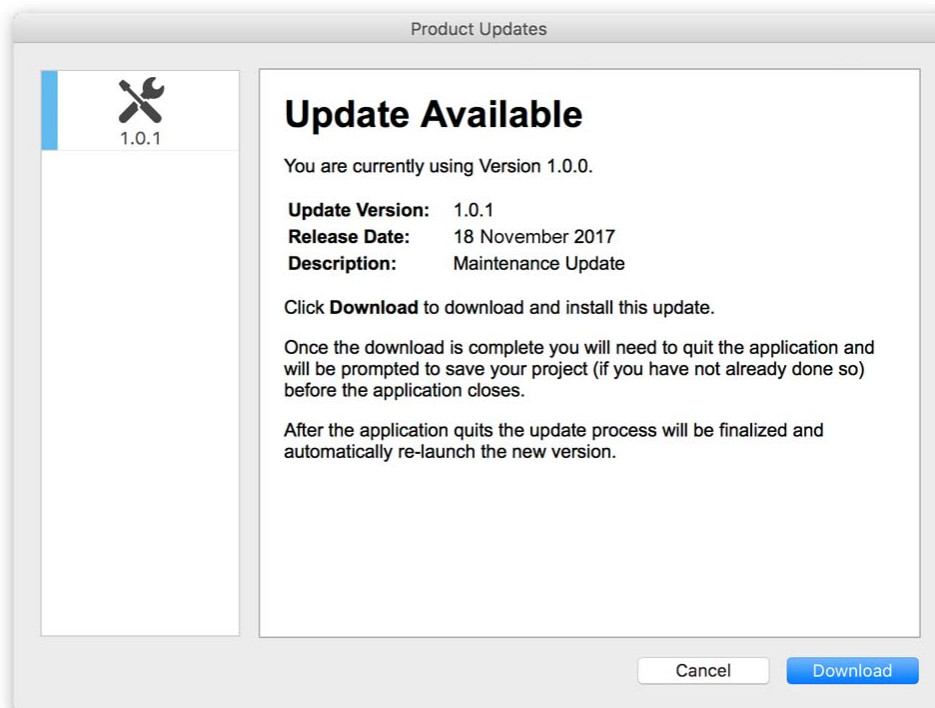 Product Updates
1.0.1
Update Available
You are currently using Version 1.0.0.
Update Version: 1.0.1
Release Date: 18 November 2017
Description: Maintenance Update
Click Download to download and install this update.
Once the download is complete you will need to quit the application and
will be prompted to save your project (if you have not already done so)
before the application closes.
After the application quits the update process will be finalized and
automatically re-launch the new version.
Cancel Download